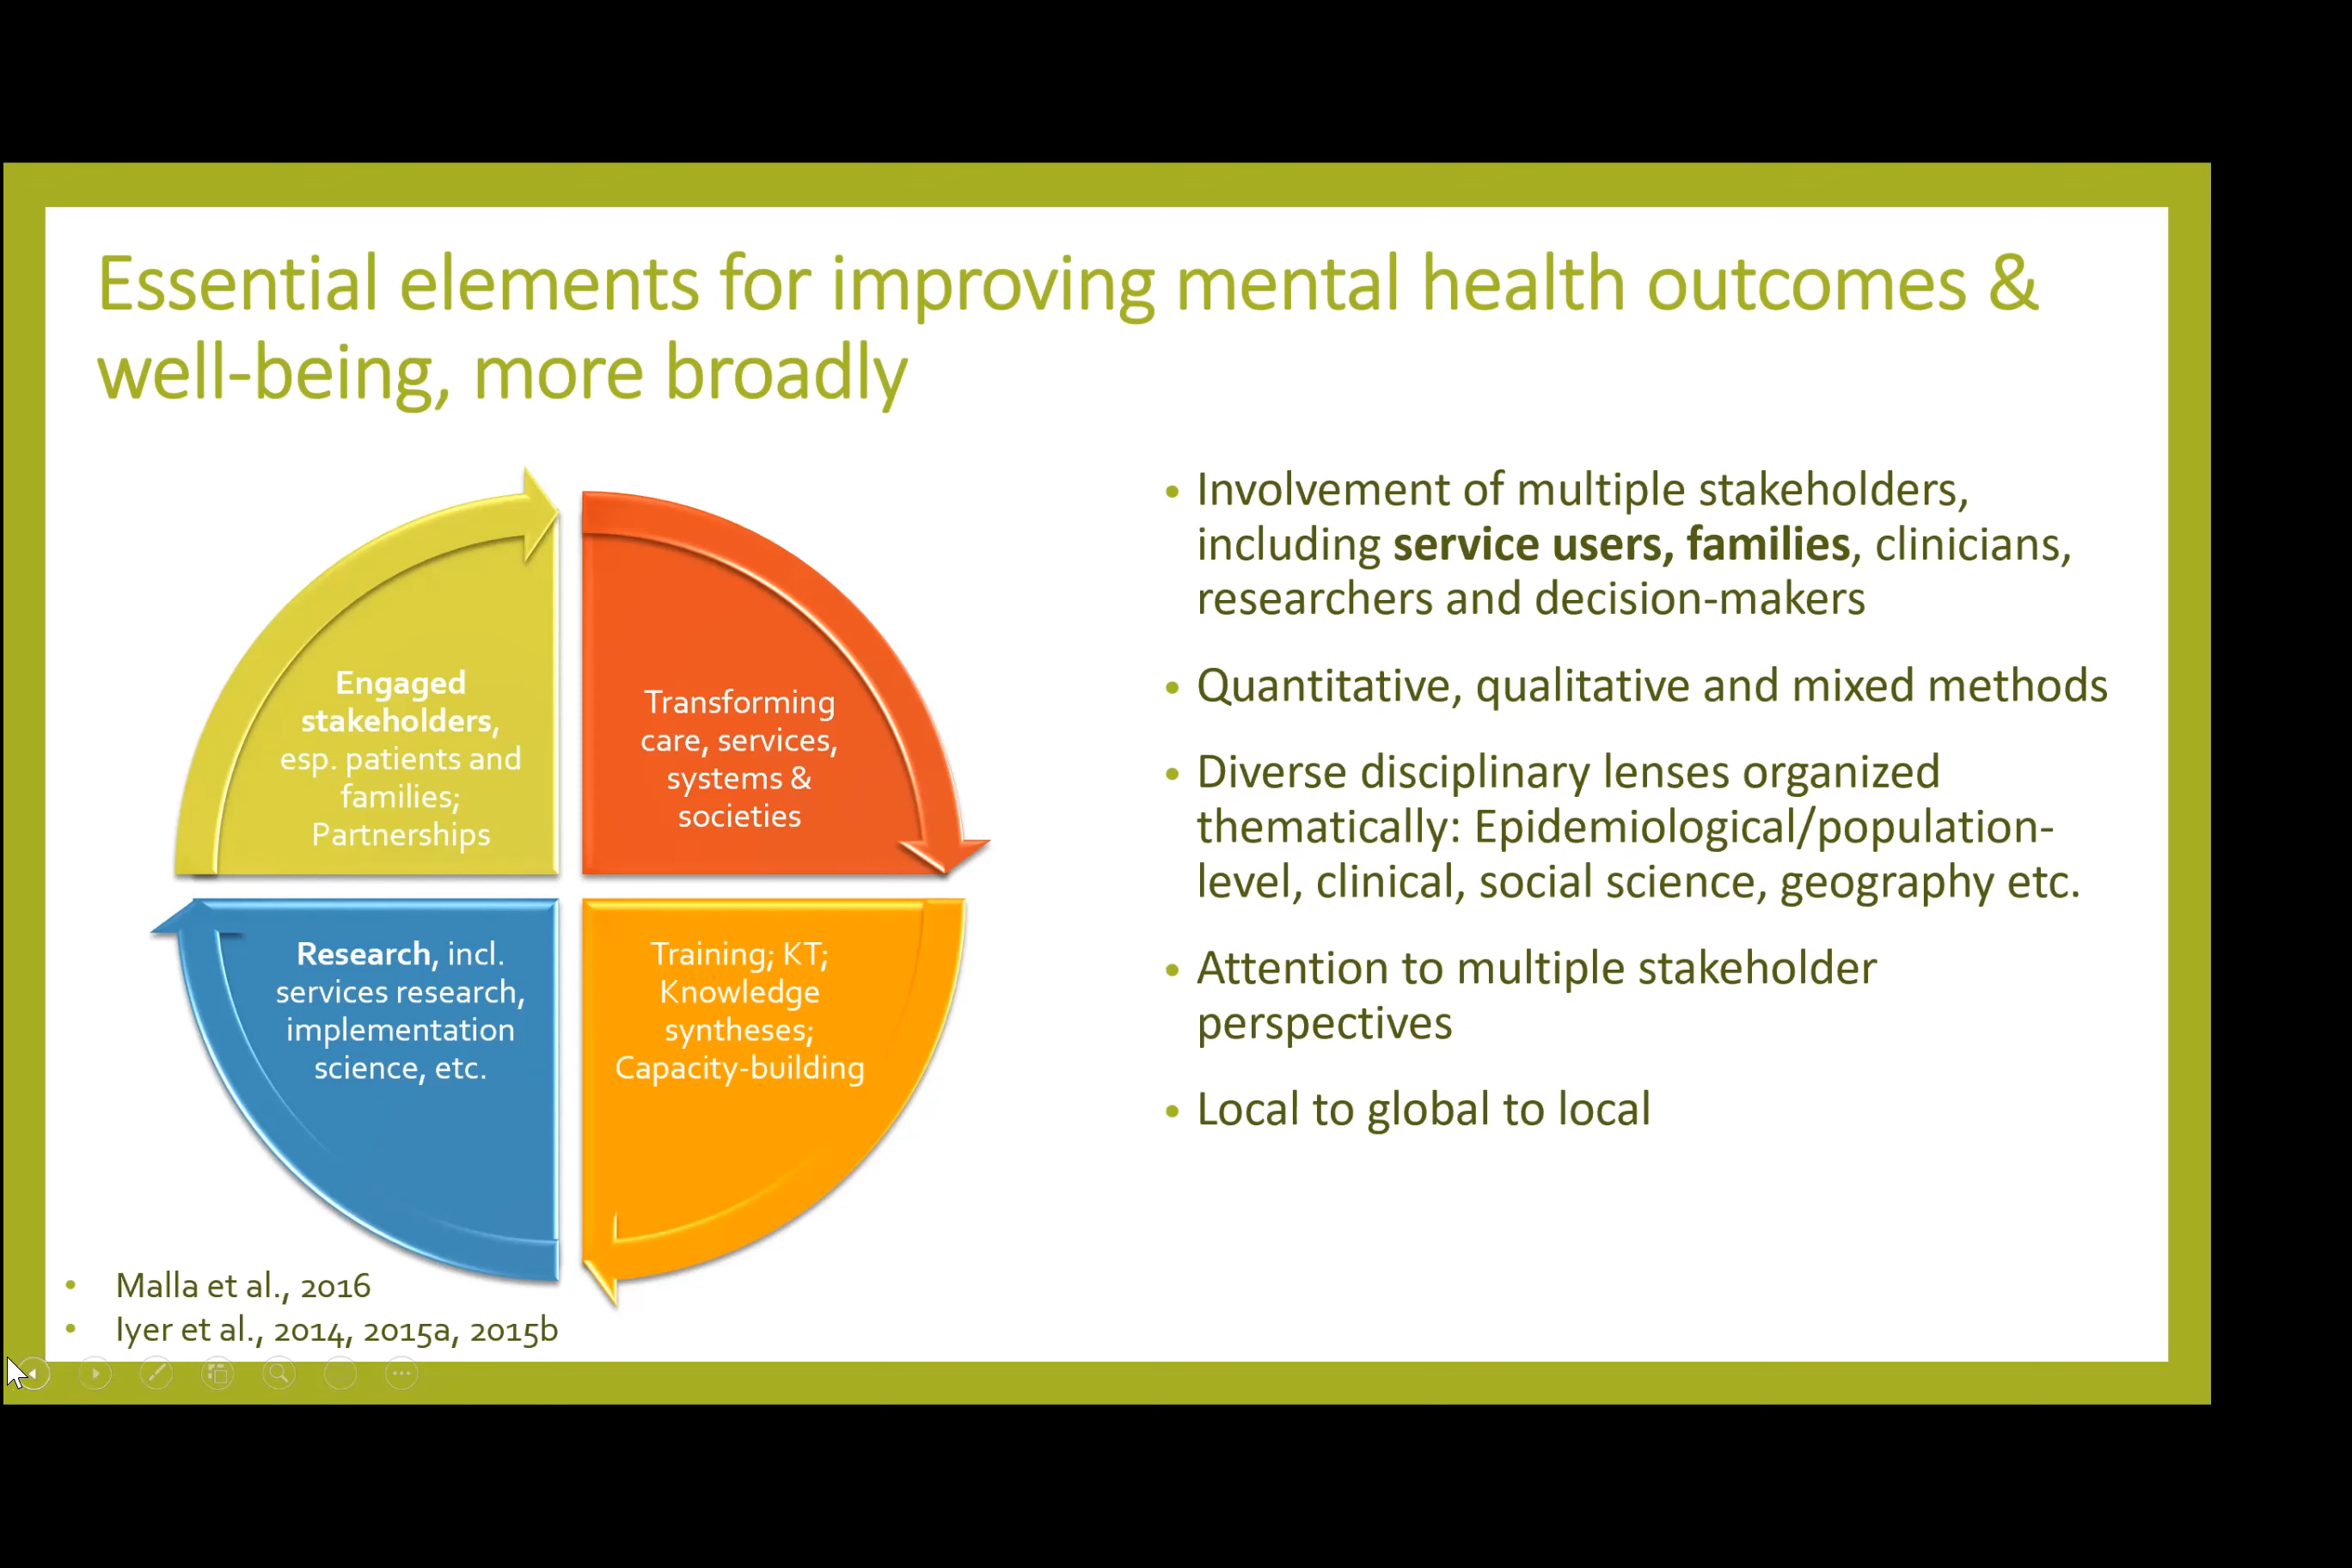 Essential elements for improving mental health outcomes &
well-being, more broadly
Engaged
stakeholders,
esp. patients and
families;
Partnerships
Transforming
care, services,
systems &
societies
Research, incl.
services research,
implementation
science, etc.
Training; KT;
Knowledge
syntheses;
Capacity-building
• Involvement of multiple stakeholders,
including service users, families, clinicians,
researchers and decision-makers
• Quantitative, qualitative and mixed methods
• Diverse disciplinary lenses organized
thematically: Epidemiological/population-
level, clinical, social science, geography etc.
• Attention to multiple stakeholder
perspectives
• Local to global to local
• Malla et al., 2016
• Iyer et al., 2014, 2015a, 2015b